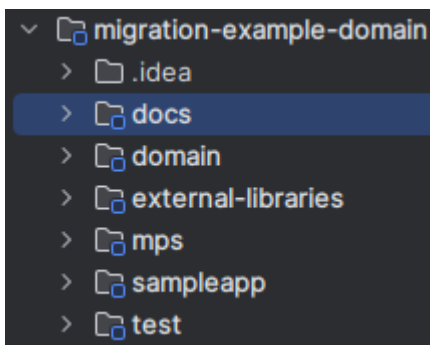 migration-example-domain
.idea
docs
domain
external-libraries
mps
sampleapp
test